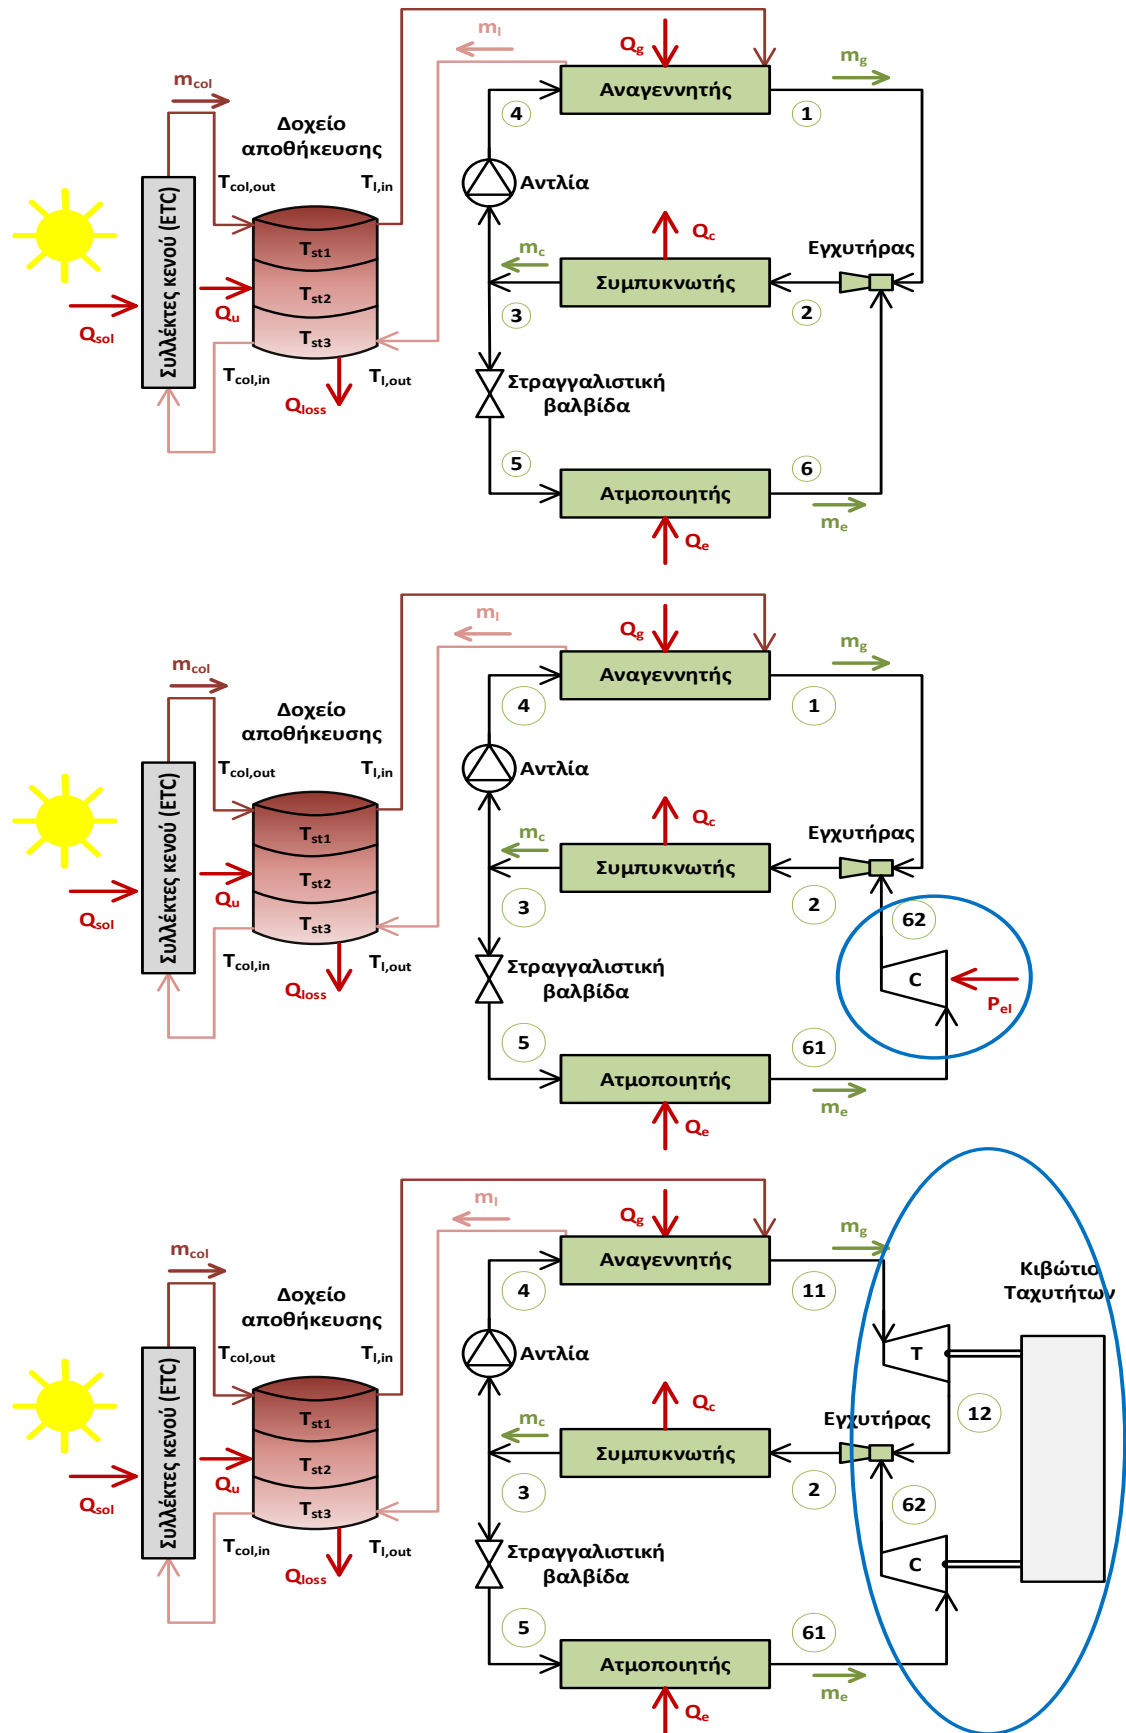 m_l
Q_g
m_g
m_col
Αναγεννητής
4
1
Δοχείο
αποθήκευσης
T_col,out
T_l,in
Αντλία
Συλλέκτες κενού (ETC)
T_st1
Q_c
Εγχυτήρας
m_c
Q_sol
Q_u
T_st2
Συμπυκνωτής
3
2
T_st3
T_col,in
T_l,out
Q_loss
Στραγγαλιστική
βαλβίδα
5
6
Ατμοποιητής
m_e
Q_e
m_l
Q_g
m_g
m_col
Αναγεννητής
4
1
Δοχείο
αποθήκευσης
T_col,out
T_l,in
Αντλία
Συλλέκτες κενού (ETC)
T_st1
Q_c
Εγχυτήρας
m_c
Q_sol
Q_u
T_st2
Συμπυκνωτής
3
2
62
T_st3
T_col,in
T_l,out
Q_loss
Στραγγαλιστική
βαλβίδα
C
P_el
5
61
Ατμοποιητής
m_e
Q_e
m_l
Q_g
m_g
m_col
Αναγεννητής
Κιβώτιο
Ταχυτήτων
4
11
Δοχείο
αποθήκευσης
T_col,out
T_l,in
Αντλία
T
Συλλέκτες κενού (ETC)
T_st1
Q_c
Εγχυτήρας
12
m_c
Q_sol
Q_u
T_st2
Συμπυκνωτής
3
2
62
T_st3
T_col,in
T_l,out
Q_loss
Στραγγαλιστική
βαλβίδα
C
5
61
Ατμοποιητής
m_e
Q_e